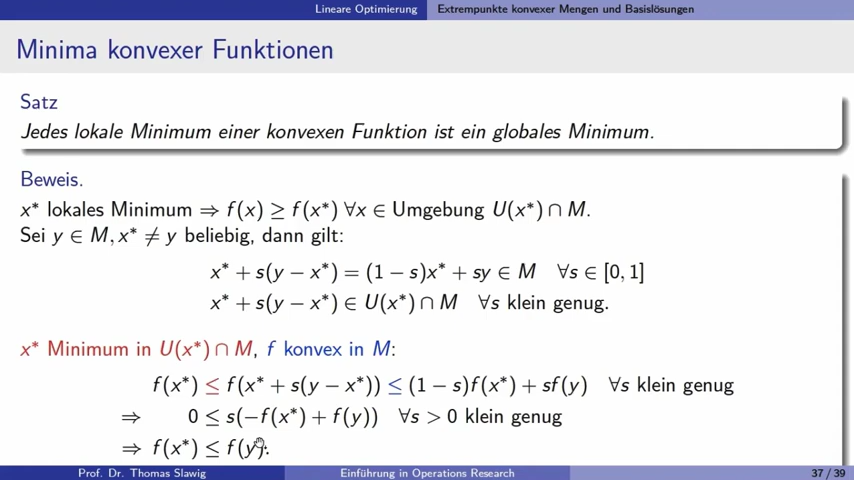 Lineare Optimierung Extrempunkte konvexer Mengen und Basislösungen
Minima konvexer Funktionen
Satz
Jedes lokale Minimum einer konvexen Funktion ist ein globales Minimum.
Beweis.
x* lokales Minimum ⇒ f(x) ≥ f(x*) ∀x ∈ Umgebung U(x*) ∩ M.
Sei y ∈ M, x* ≠ y beliebig, dann gilt:
x* + s(y − x*) = (1 − s)x* + sy ∈ M ∀s ∈ [0, 1]
x* + s(y − x*) ∈ U(x*) ∩ M ∀s klein genug.
x* Minimum in U(x*) ∩ M, f konvex in M:
f(x*) ≤ f(x* + s(y − x*)) ≤ (1 − s)f(x*) + sf(y) ∀s klein genug
⇒ 0 ≤ s(−f(x*) + f(y)) ∀s > 0 klein genug
⇒ f(x*) ≤ f(y).
Prof. Dr. Thomas Slawig Einführung in Operations Research 37 / 39